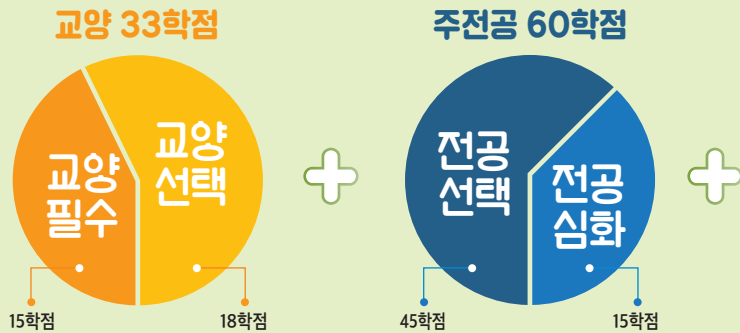 교양 33학점
교양
필수
교양
선택
15학점
18학점
주전공 60학점
전공
선택
전공
심화
45학점
15학점